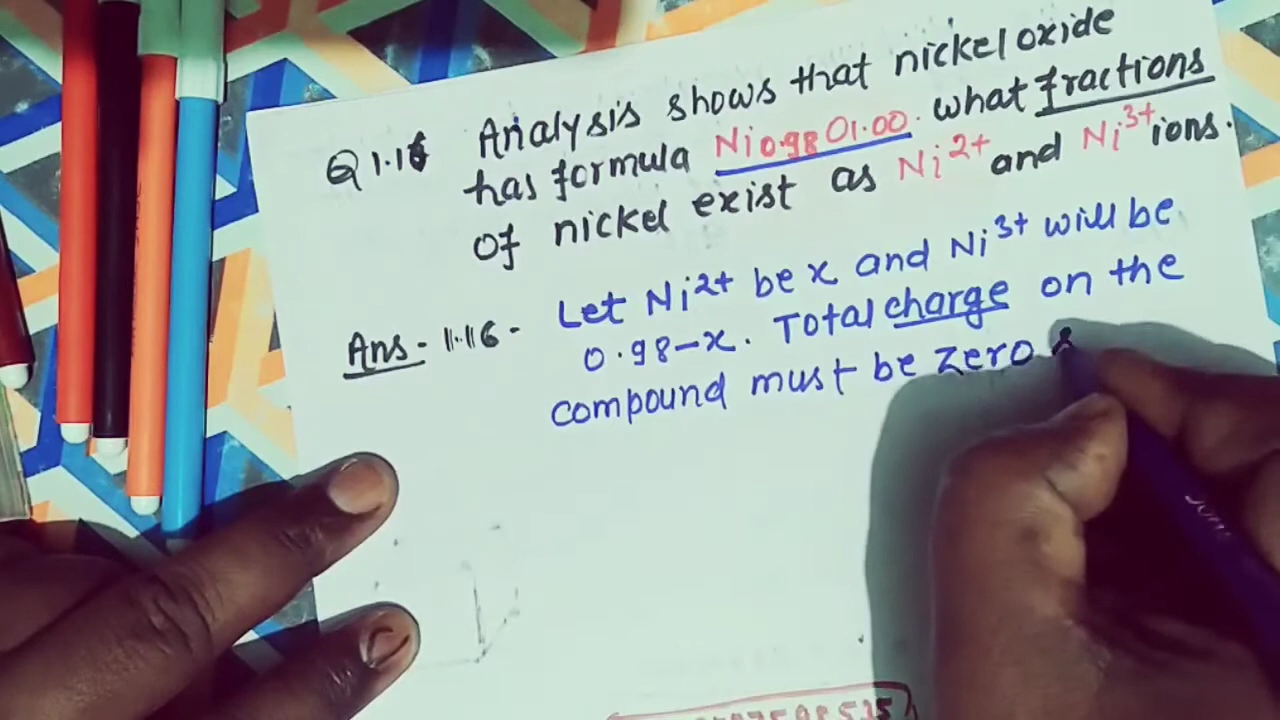 Q1.16 Analysis shows that nickel oxide
has formula Ni0.98O1.00. what fractions
of nickel exist as Ni2+ and Ni3+ ions.
Ans-1.16- Let Ni2+ be x and Ni3+ will be
0.98-x. Total charge on the
compound must be zero